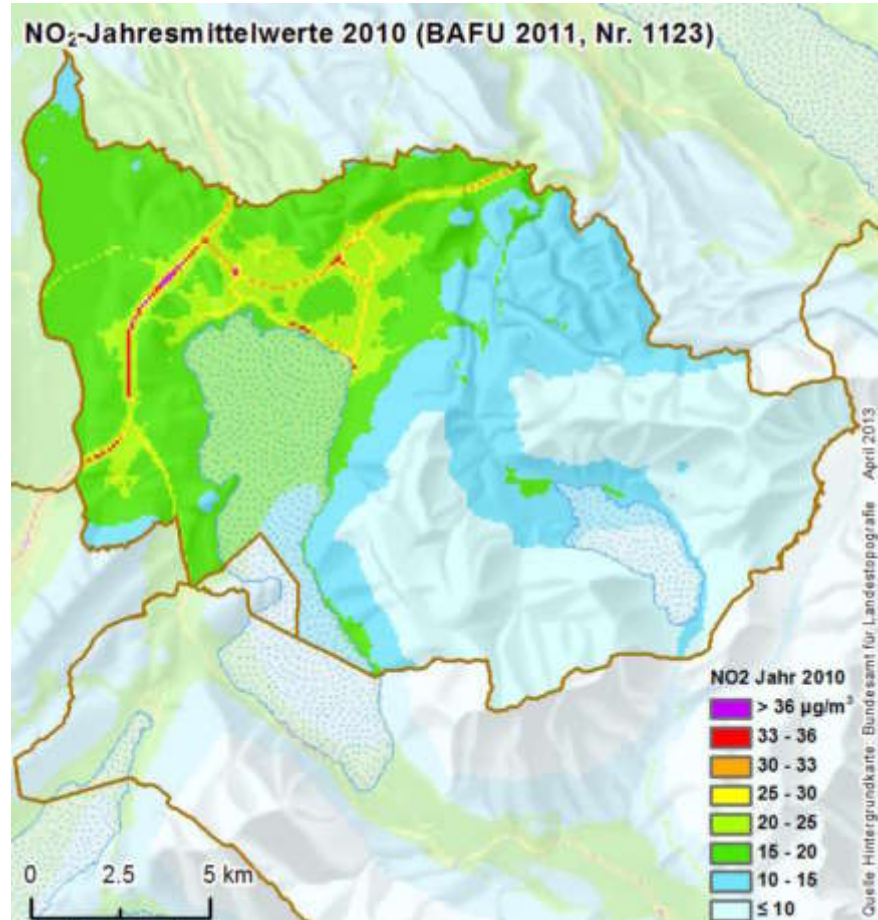 NO₂-Jahresmittelwerte 2010 (BAFU 2011, Nr. 1123)
Quelle Hintergrundkarte: Bundesamt für Landestopografie April 2013
NO2 Jahr 2010
> 36 µg/m³
33 - 36
30 - 33
25 - 30
20 - 25
15 - 20
10 - 15
≤ 10
0 2.5 5 km